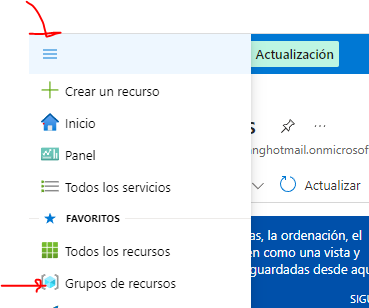 Actualización
Crear un recurso
Inicio
Panel
anghotmail.onmicrosof
Todos los servicios
Actualizar
FAVORITOS
Todos los recursos
as, la ordenación, el
en como una vista y
guardadas desde aqu
Grupos de recursos
SIGU